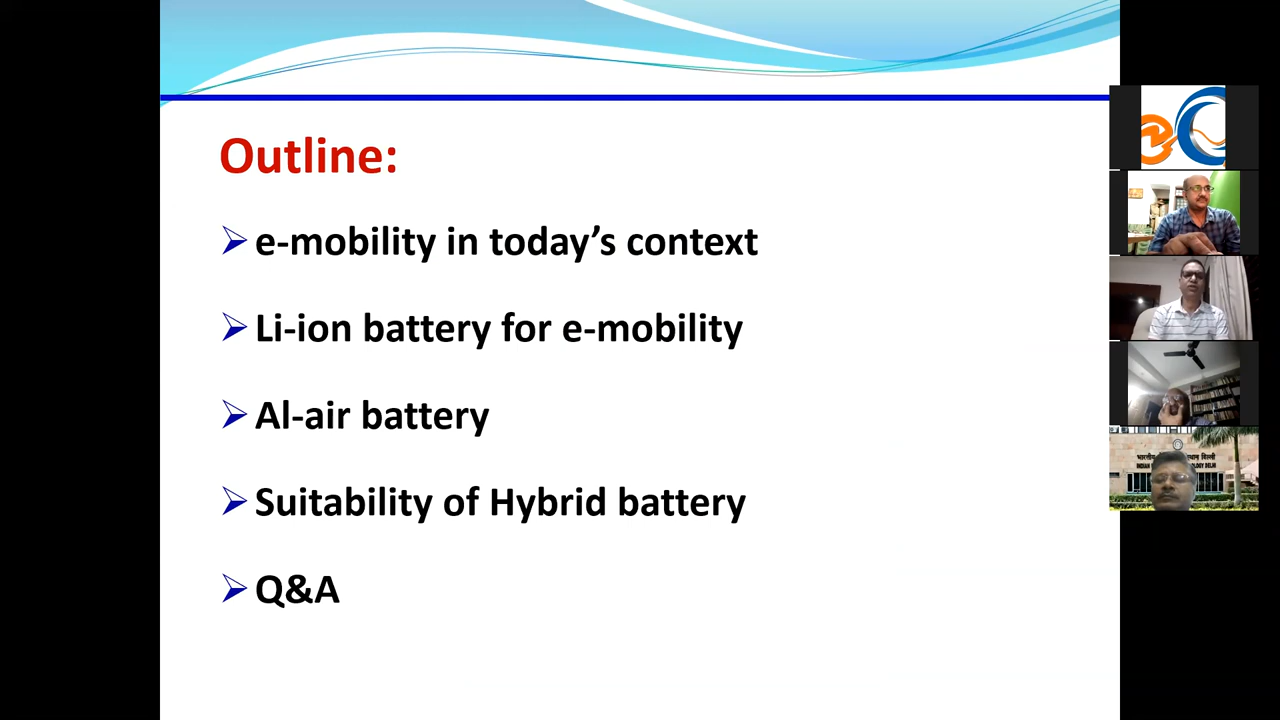 Outline:
e-mobility in today’s context
Li-ion battery for e-mobility
Al-air battery
Suitability of Hybrid battery
Q&A